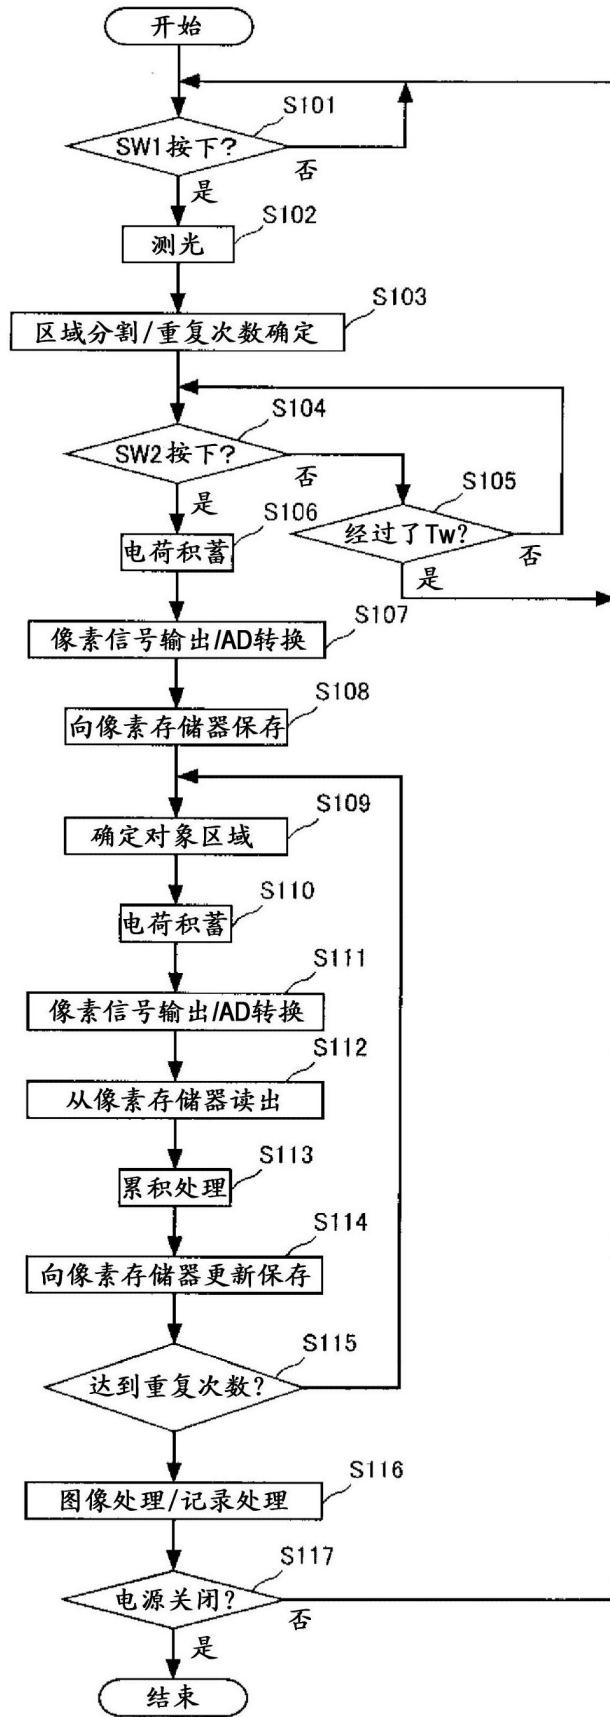 开始
S101
SW1按下?
否
是
S102
测光
S103
区域分割/重复次数确定
S104
SW2按下?
否
是
S105
经过了Tw?
否
是
S106
电荷积蓄
S107
像素信号输出/AD转换
S108
向像素存储器保存
S109
确定对象区域
S110
电荷积蓄
S111
像素信号输出/AD转换
S112
从像素存储器读出
S113
累积处理
S114
向像素存储器更新保存
S115
达到重复次数?
S116
图像处理/记录处理
S117
电源关闭?
否
是
结束